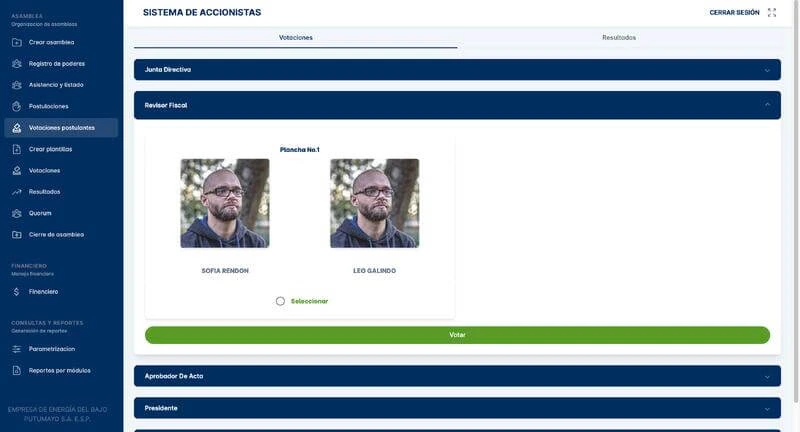 ASAMBLEA
Organizacion de asambleas
Crear asamblea
Registro de poderes
Asistencia y listado
Postulaciones
Votaciones postulantes
Crear plantillas
Votaciones
Resultados
Quorum
Cierre de asamblea
FINANCIERO
Manejo financiero
Financiero
CONSULTAS Y REPORTES
Generación de reportes
Parametrizacion
Reportes por módulos
EMPRESA DE ENERGÍA DEL BAJO
PUTUMAYO S.A. E.S.P.
SISTEMA DE ACCIONISTAS
CERRAR SESIÓN
Votaciones
Resultados
Junta Directiva
Revisor Fiscal
Plancha No.1
SOFIA RENDON
LEO GALINDO
Seleccionar
Votar
Aprobador De Acta
Presidente